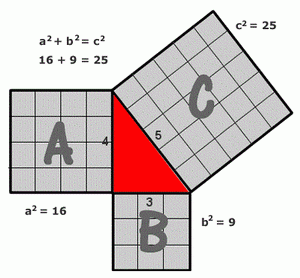 a² + b² = c²
16 + 9 = 25
c² = 25
C
A
4
5
a² = 16
3
B
b² = 9